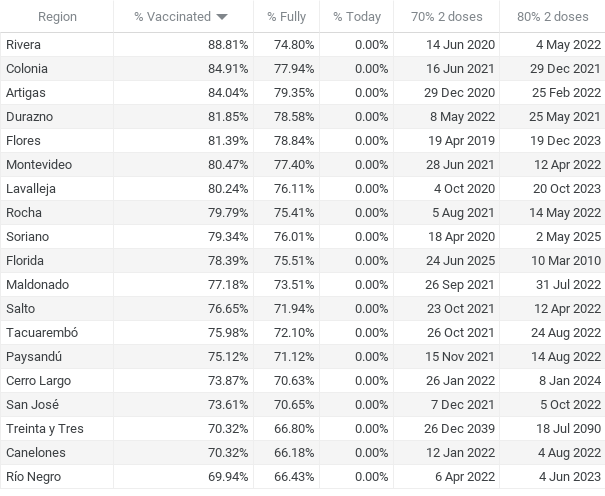 Region % Vaccinated % Fully % Today 70% 2 doses 80% 2 doses
Rivera 88.81% 74.80% 0.00% 14 Jun 2020 4 May 2022
Colonia 84.91% 77.94% 0.00% 16 Jun 2021 29 Dec 2021
Artigas 84.04% 79.35% 0.00% 29 Dec 2020 25 Feb 2022
Durazno 81.85% 78.58% 0.00% 8 May 2022 25 May 2021
Flores 81.39% 78.84% 0.00% 19 Apr 2019 19 Dec 2023
Montevideo 80.47% 77.40% 0.00% 28 Jun 2021 12 Apr 2022
Lavalleja 80.24% 76.11% 0.00% 4 Oct 2020 20 Oct 2023
Rocha 79.79% 75.41% 0.00% 5 Aug 2021 14 May 2022
Soriano 79.34% 76.01% 0.00% 18 Apr 2020 2 May 2025
Florida 78.39% 75.51% 0.00% 24 Jun 2025 10 Mar 2010
Maldonado 77.18% 73.51% 0.00% 26 Sep 2021 31 Jul 2022
Salto 76.65% 71.94% 0.00% 23 Oct 2021 12 Apr 2022
Tacuarembó 75.98% 72.10% 0.00% 26 Oct 2021 24 Aug 2022
Paysandú 75.12% 71.12% 0.00% 15 Nov 2021 14 Aug 2022
Cerro Largo 73.87% 70.63% 0.00% 26 Jan 2022 8 Jan 2024
San José 73.61% 70.65% 0.00% 7 Dec 2021 5 Oct 2022
Treinta y Tres 70.32% 66.80% 0.00% 26 Dec 2039 18 Jul 2090
Canelones 70.32% 66.18% 0.00% 12 Jan 2022 4 Aug 2022
Río Negro 69.94% 66.43% 0.00% 6 Apr 2022 4 Jun 2023